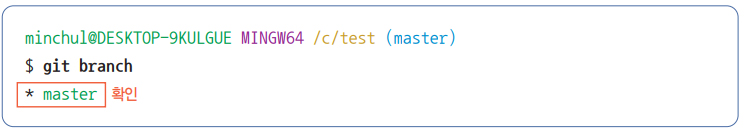 minchul@DESKTOP-9KULGUE MINGW64 /c/test (master)
$ git branch
* master 확인